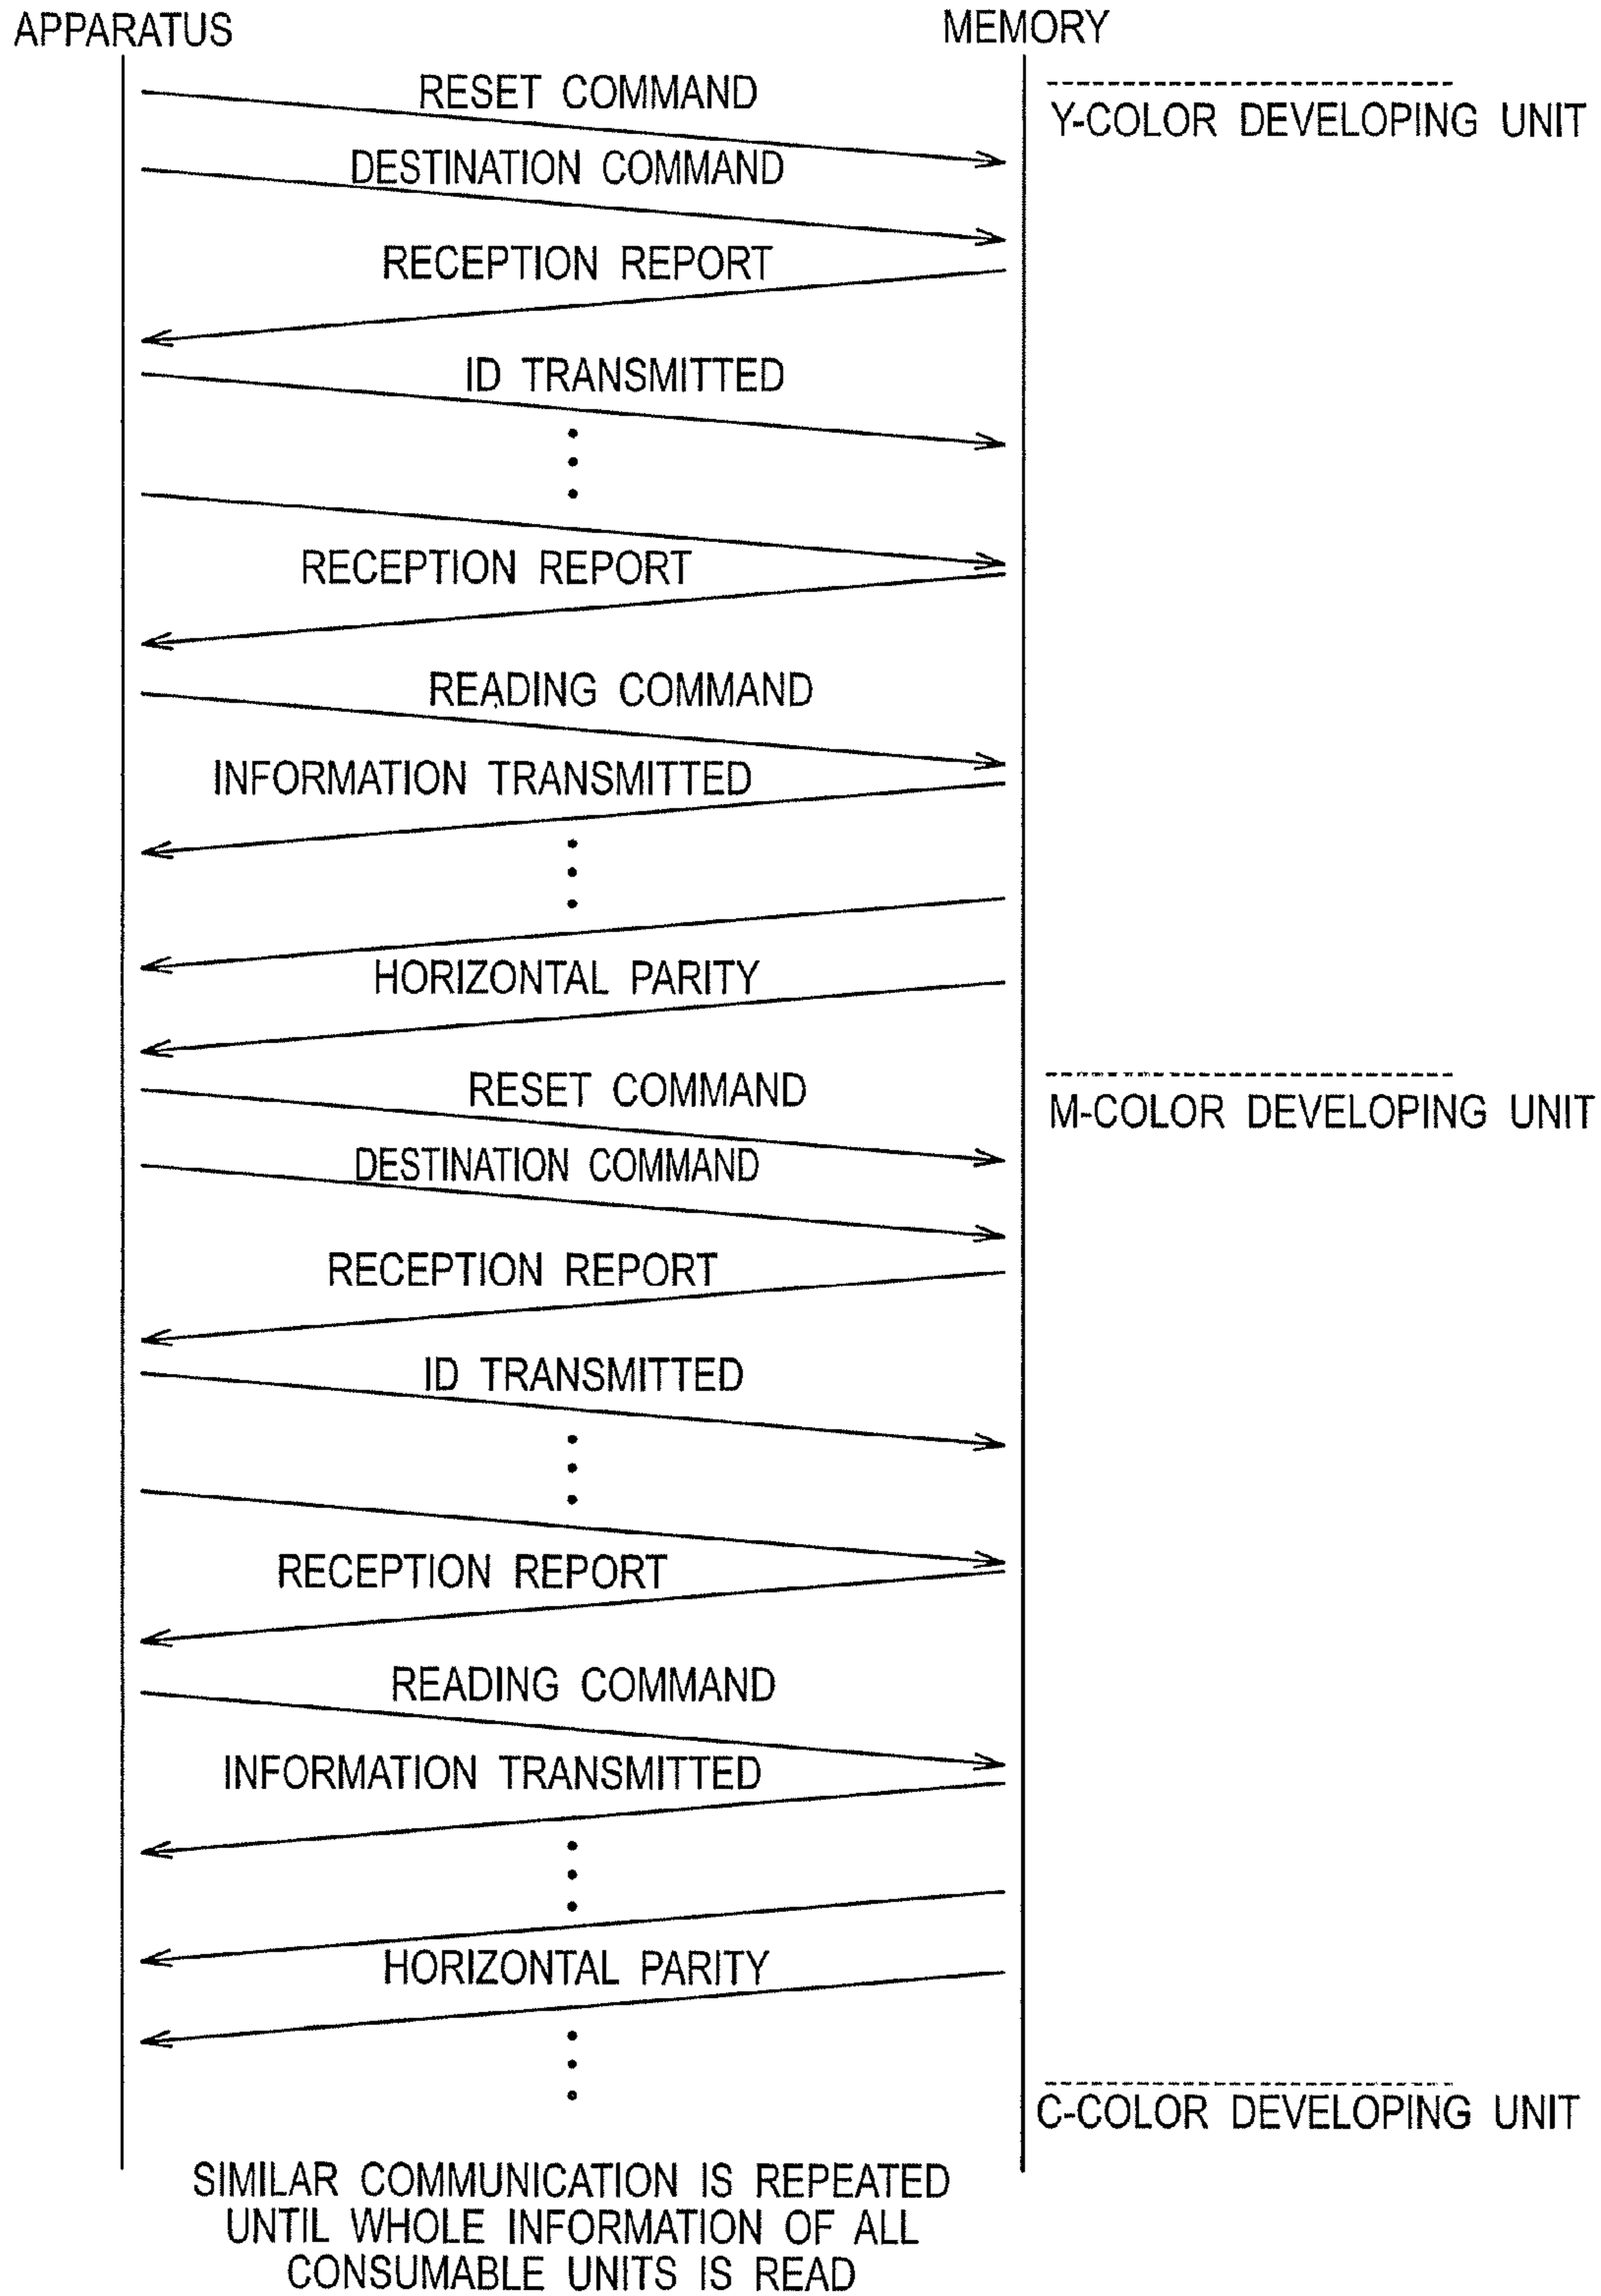 APPARATUS
MEMORY
RESET COMMAND
Y-COLOR DEVELOPING UNIT
DESTINATION COMMAND
RECEPTION REPORT
ID TRANSMITTED
RECEPTION REPORT
READING COMMAND
INFORMATION TRANSMITTED
HORIZONTAL PARITY
RESET COMMAND
M-COLOR DEVELOPING UNIT
DESTINATION COMMAND
RECEPTION REPORT
ID TRANSMITTED
RECEPTION REPORT
READING COMMAND
INFORMATION TRANSMITTED
HORIZONTAL PARITY
C-COLOR DEVELOPING UNIT
SIMILAR COMMUNICATION IS REPEATED
UNTIL WHOLE INFORMATION OF ALL
CONSUMABLE UNITS IS READ